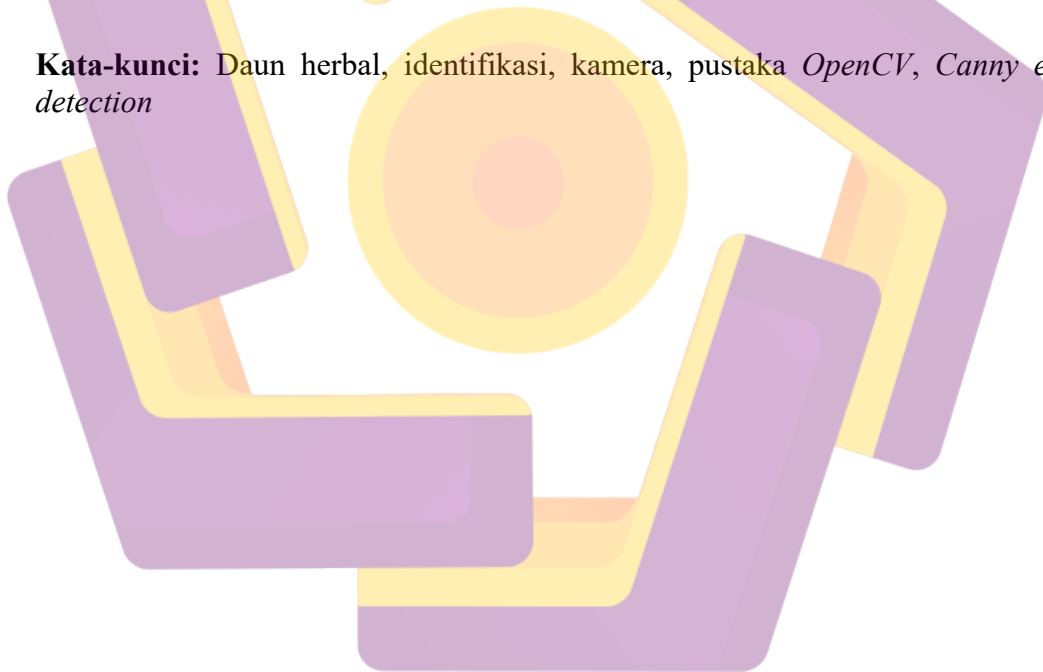 Kata-kunci: Daun herbal, identifikasi, kamera, pustaka OpenCV, Canny e
detection